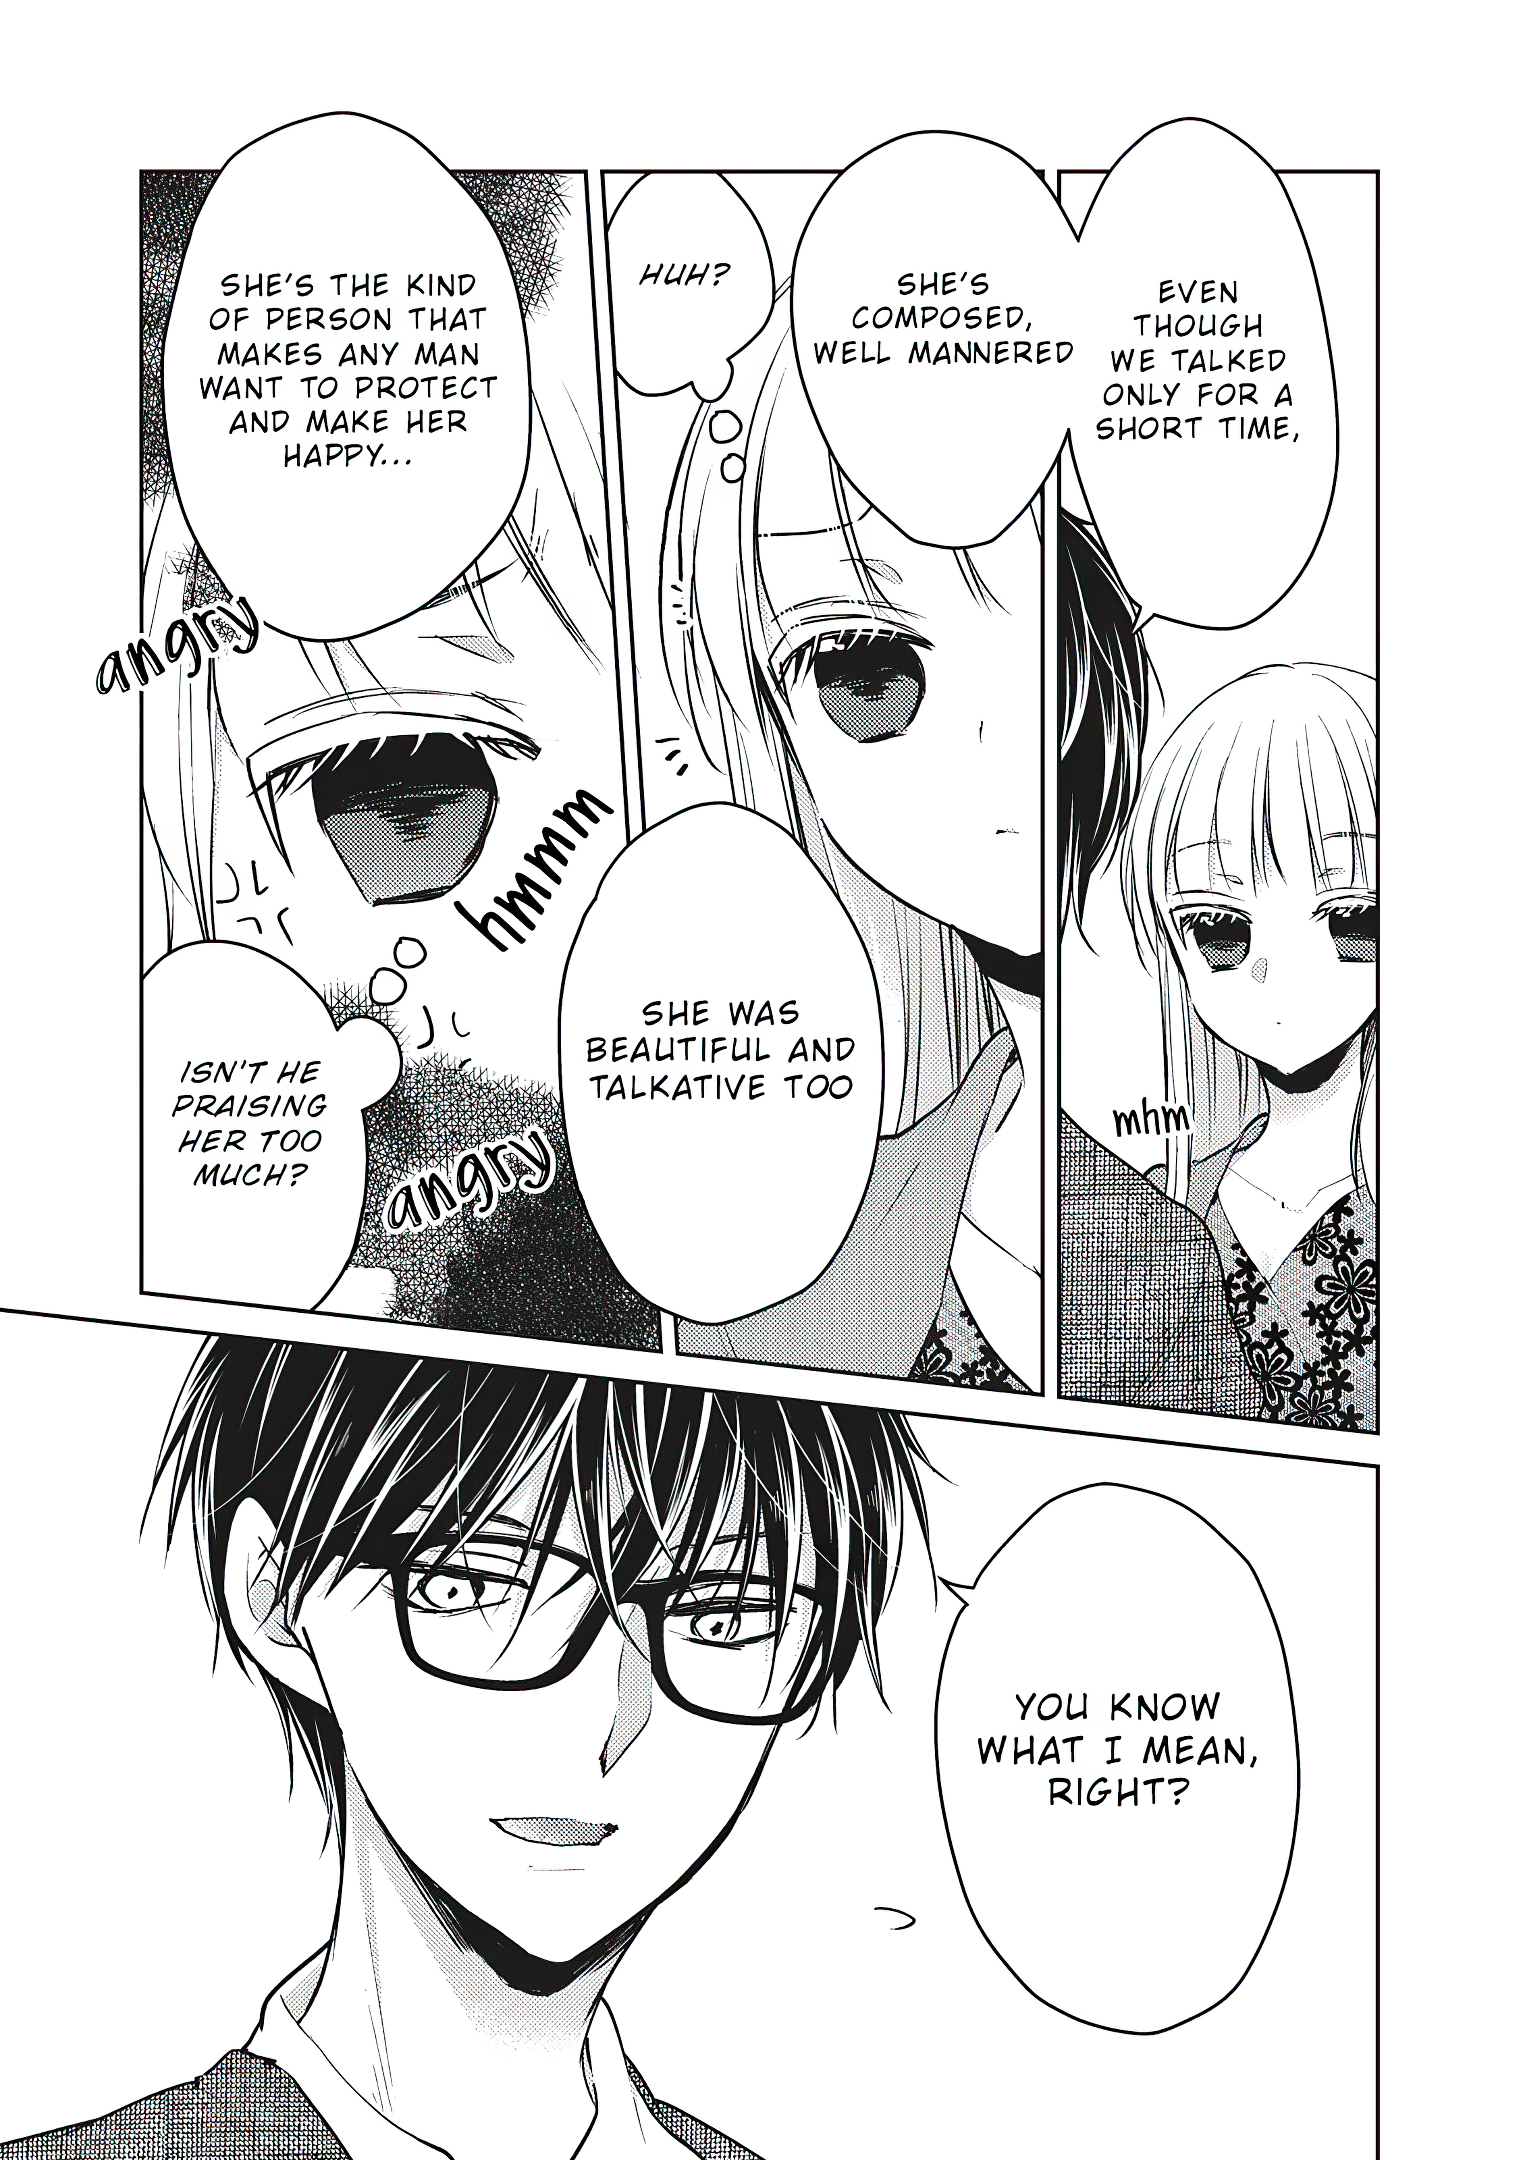 EVEN
THOUGH
WE TALKED
ONLY FOR A
SHORT TIME,
mhm
SHE'S
COMPOSED,
WELL MANNERED
HUH?
SHE WAS
BEAUTIFUL AND
TALKATIVE TOO
SHE'S THE KIND
OF PERSON THAT
MAKES ANY MAN
WANT TO PROTECT
AND MAKE HER
HAPPY...
angry
hmmm
ISN'T HE
PRAISING
HER TOO
MUCH?
angry
YOU KNOW
WHAT I MEAN,
RIGHT?